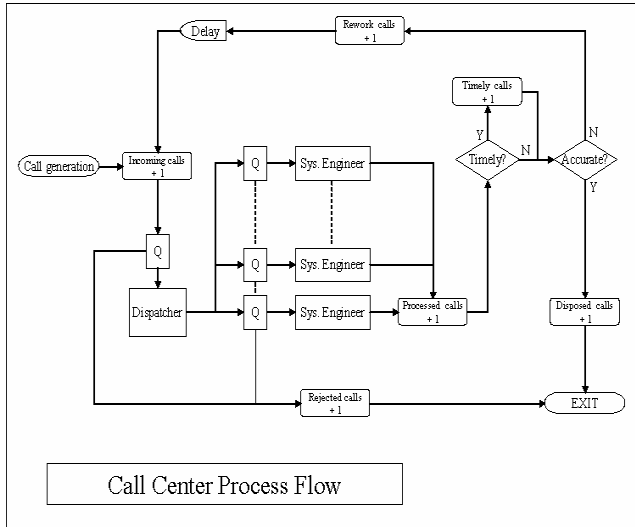 Delay
Rework calls
+ 1
Timely calls
+ 1
Call generation
Incoming calls
+ 1
Q
Sys. Engineer
Y
Timely?
N
Accurate?
N
Y
Q
Dispatcher
Q
Sys. Engineer
Q
Sys. Engineer
Processed calls
+ 1
Disposed calls
+ 1
Rejected calls
+ 1
EXIT
Call Center Process Flow